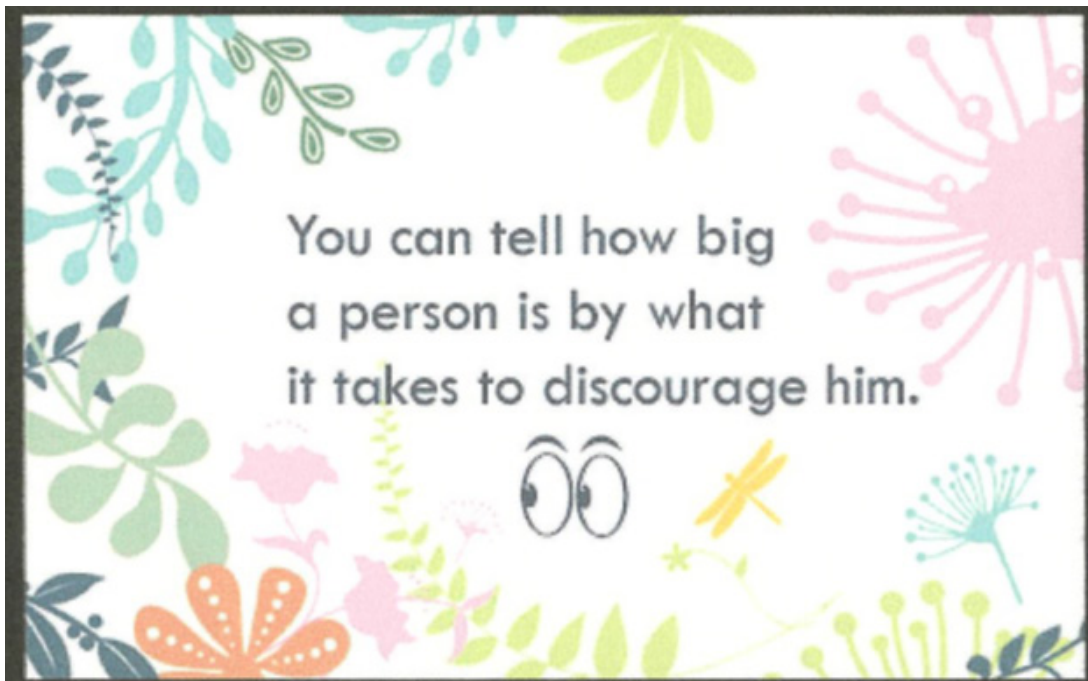 You can tell how big
a person is by what
it takes to discourage him.